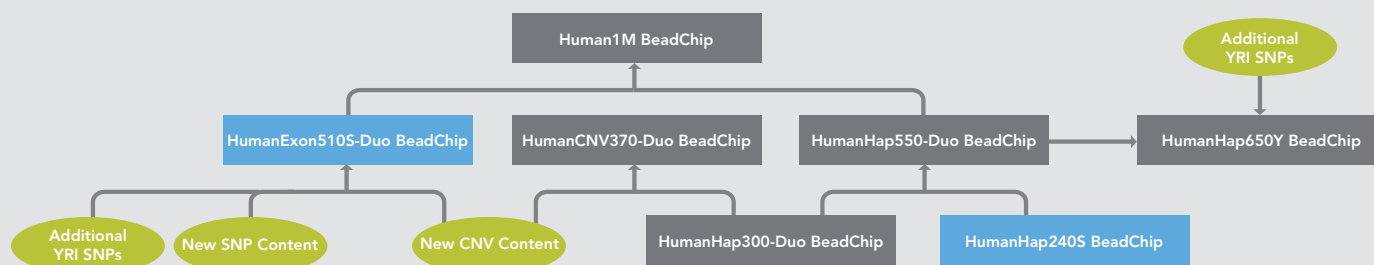 Human1M BeadChip
Additional
YRI SNPs
HumanExon510S-Duo BeadChip
HumanCNV370-Duo BeadChip
HumanHap550-Duo BeadChip
HumanHap650Y BeadChip
Additional
YRI SNPs
New SNP Content
New CNV Content
HumanHap300-Duo BeadChip
HumanHap240S BeadChip